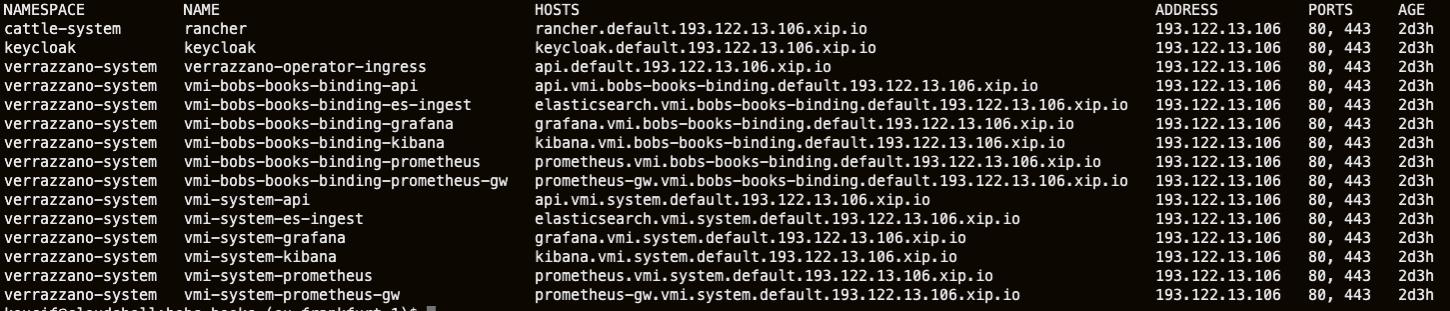 NAMESPACE NAME HOSTS ADDRESS PORTS AGE
cattle-system rancher rancher.default.193.122.13.106.xip.io 193.122.13.106 80, 443 2d3h
keycloak keycloak keycloak.default.193.122.13.106.xip.io 193.122.13.106 80, 443 2d3h
verrazzano-system verrazzano-operator-ingress api.default.193.122.13.106.xip.io 193.122.13.106 80, 443 2d3h
verrazzano-system vmi-bobs-books-binding-api api.vmi.bobs-books-binding.default.193.122.13.106.xip.io 193.122.13.106 80, 443 2d3h
verrazzano-system vmi-bobs-books-binding-es-ingest elasticsearch.vmi.bobs-books-binding.default.193.122.13.106.xip.io 193.122.13.106 80, 443 2d3h
verrazzano-system vmi-bobs-books-binding-grafana grafana.vmi.bobs-books-binding.default.193.122.13.106.xip.io 193.122.13.106 80, 443 2d3h
verrazzano-system vmi-bobs-books-binding-kibana kibana.vmi.bobs-books-binding.default.193.122.13.106.xip.io 193.122.13.106 80, 443 2d3h
verrazzano-system vmi-bobs-books-binding-prometheus prometheus.vmi.bobs-books-binding.default.193.122.13.106.xip.io 193.122.13.106 80, 443 2d3h
verrazzano-system vmi-bobs-books-binding-prometheus-gw prometheus-gw.vmi.bobs-books-binding.default.193.122.13.106.xip.io 193.122.13.106 80, 443 2d3h
verrazzano-system vmi-system-api api.vmi.system.default.193.122.13.106.xip.io 193.122.13.106 80, 443 2d3h
verrazzano-system vmi-system-es-ingest elasticsearch.vmi.system.default.193.122.13.106.xip.io 193.122.13.106 80, 443 2d3h
verrazzano-system vmi-system-grafana grafana.vmi.system.default.193.122.13.106.xip.io 193.122.13.106 80, 443 2d3h
verrazzano-system vmi-system-kibana kibana.vmi.system.default.193.122.13.106.xip.io 193.122.13.106 80, 443 2d3h
verrazzano-system vmi-system-prometheus prometheus.vmi.system.default.193.122.13.106.xip.io 193.122.13.106 80, 443 2d3h
verrazzano-system vmi-system-prometheus-gw prometheus-gw.vmi.system.default.193.122.13.106.xip.io 193.122.13.106 80, 443 2d3h